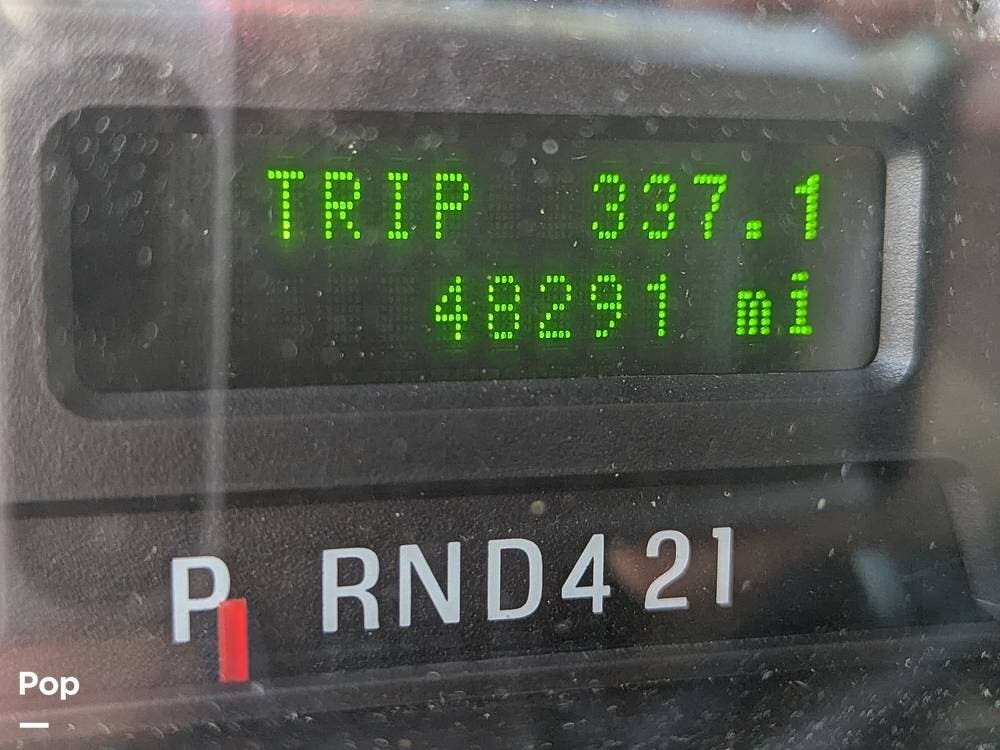 TRIP 337.1
48291 mi
P RND421
Pop